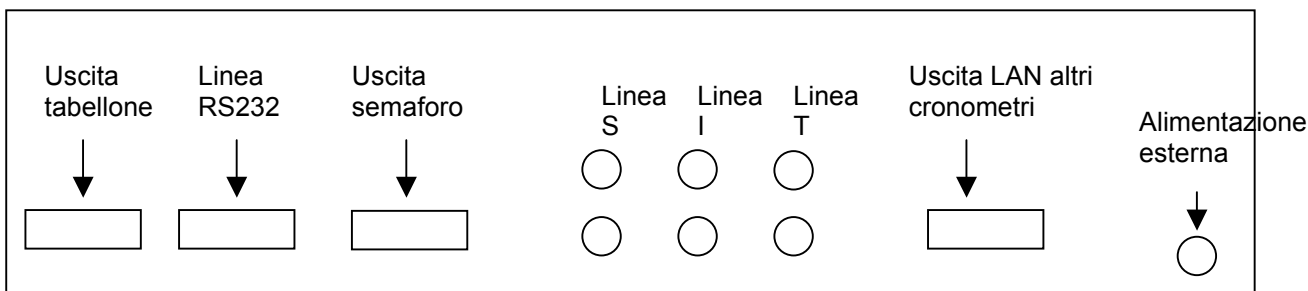 Uscita
tabellone
Linea
RS232
Uscita
semaforo
Linea
S
Linea
I
Linea
T
Uscita LAN altri
cronometri
Alimentazione
esterna